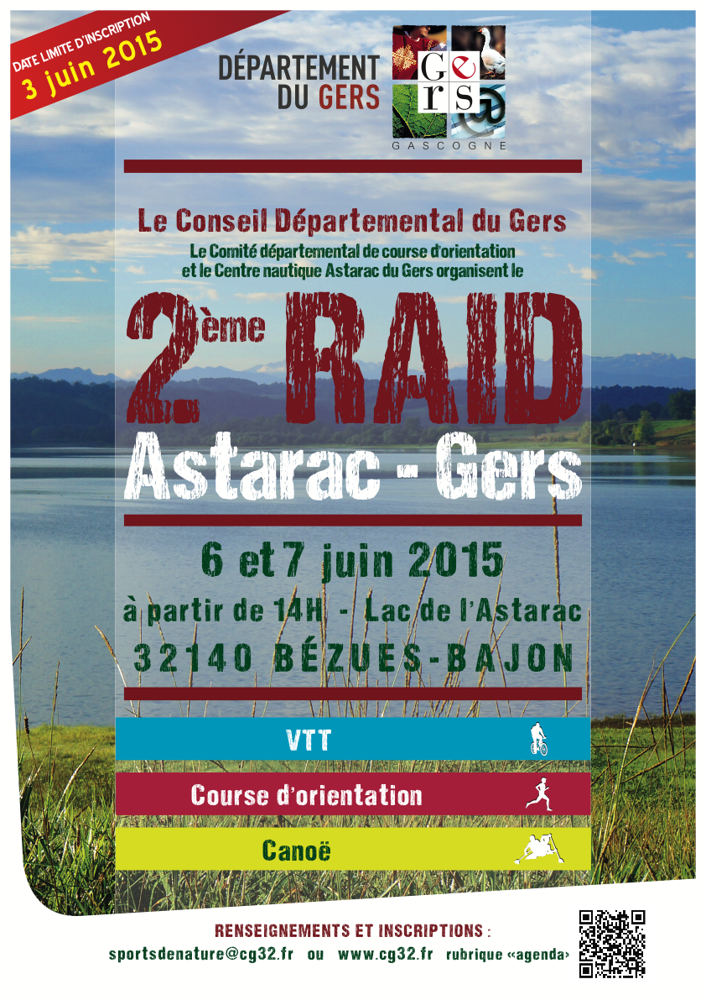 DATE LIMITE D'INSCRIPTION
3 juin 2015
DÉPARTEMENT
DU GERS
Ge
rs
GASCOGNE
Le Conseil Départemental du Gers
Le Comité départemental de course d'orientation
et le Centre nautique Astarac du Gers organisent le
2ème RAID
Astarac - Gers
6 et 7 juin 2015
à partir de 14H - Lac de l'Astarac
32140 BÉZUES-BAJON
VTT
Course d'orientation
Canoë
RENSEIGNEMENTS ET INSCRIPTIONS :
sportsdenature@cg32.fr ou www.cg32.fr rubrique «agenda»